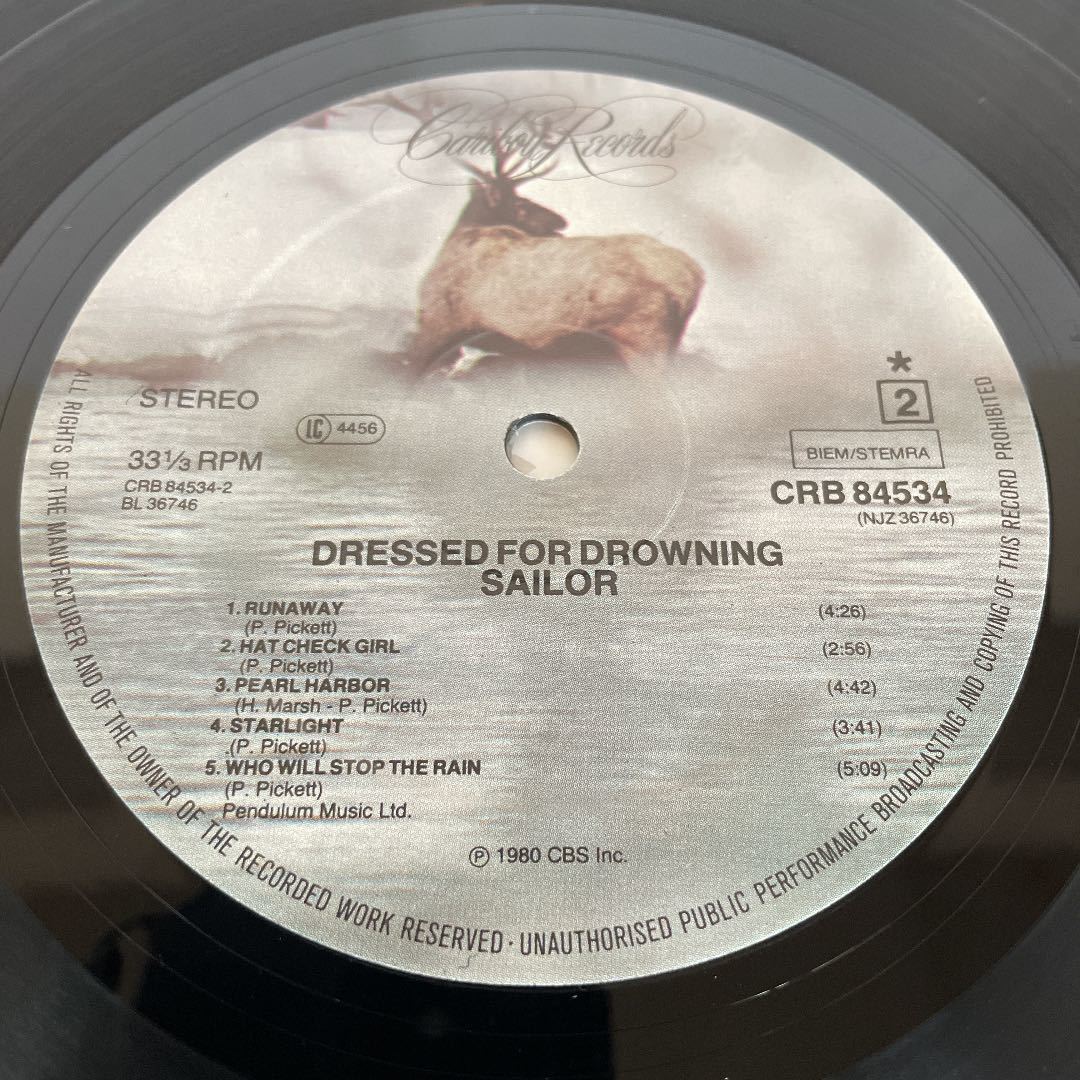 Caribou Records
STEREO
LC 4456
33⅓ RPM
CRB 84534-2
BL 36746
*
2
BIEM/STEMRA
CRB 84534
(NJZ 36746)
DRESSED FOR DROWNING
SAILOR
1. RUNAWAY (4:26)
(P. Pickett)
2. HAT CHECK GIRL (2:56)
(P. Pickett)
3. PEARL HARBOR (4:42)
(H. Marsh - P. Pickett)
4. STARLIGHT (3:41)
.(P. Pickett)
5. WHO WILL STOP THE RAIN (5:09)
(P. Pickett)
Pendulum Music Ltd.
Ⓟ 1980 CBS Inc.
ALL RIGHTS OF THE MANUFACTURER AND OF THE OWNER OF THE RECORDED WORK RESERVED · UNAUTHORISED PUBLIC PERFORMANCE BROADCASTING AND COPYING OF THIS RECORD PROHIBITED